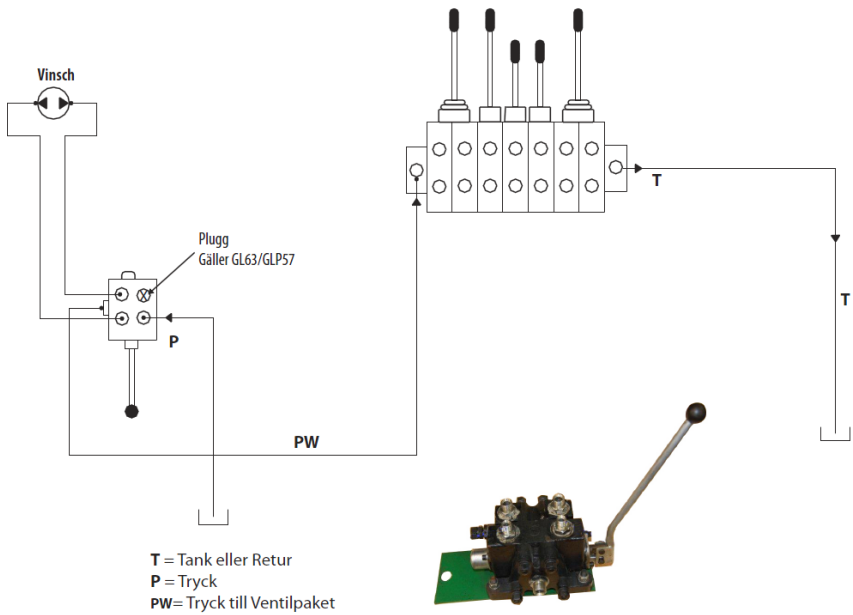 Vinsch
T
Plugg
Gäller GL63/GLP57
T
P
PW
T = Tank eller Retur
P = Tryck
PW= Tryck till Ventilpaket